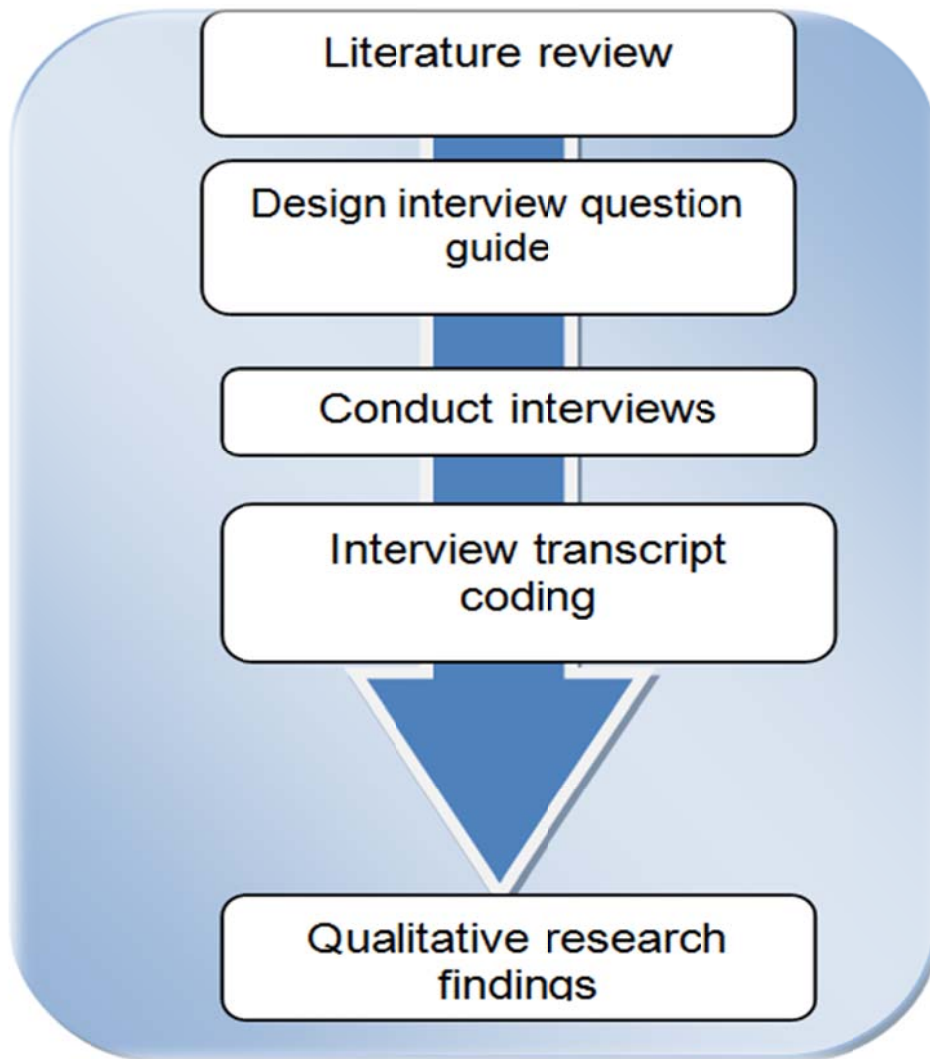 Literature review
Design interview question
guide
Conduct interviews
Interview transcript
coding
Qualitative research
findings